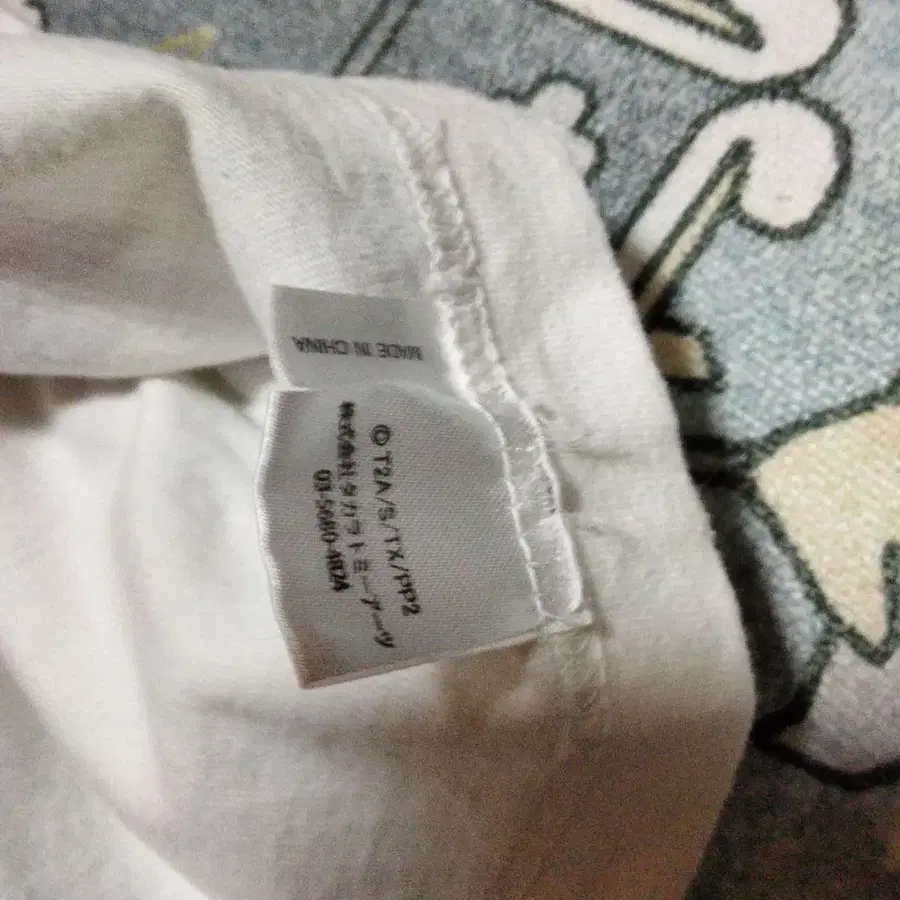 MADE IN CHINA
© T2A/S/TX/pp2
株式会社タカラトミーアーツ
03-5680-4874